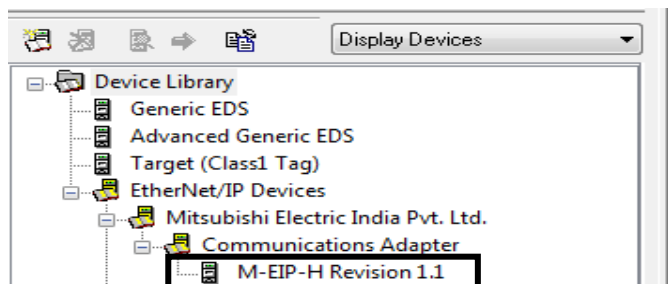 Display Devices
Device Library
Generic EDS
Advanced Generic EDS
Target (Class1 Tag)
EtherNet/IP Devices
Mitsubishi Electric India Pvt. Ltd.
Communications Adapter
M-EIP-H Revision 1.1